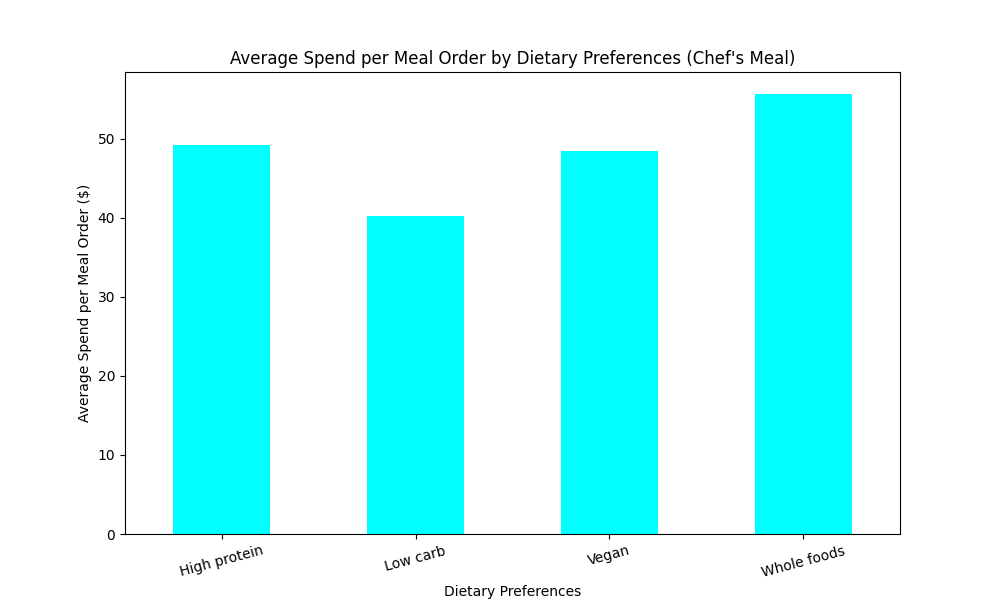 Average Spend per Meal Order by Dietary Preferences (Chef's Meal)
Average Spend per Meal Order ($)
50
40
30
20
10
0
High protein
Low carb
Vegan
Whole foods
Dietary Preferences